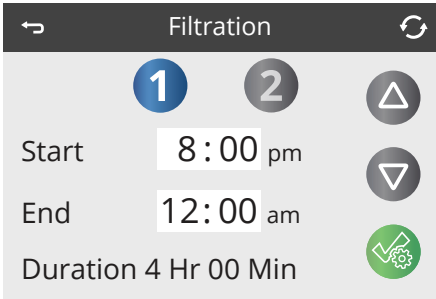 Filtration
1 2
Start 8:00 pm
End 12:00 am
Duration 4 Hr 00 Min